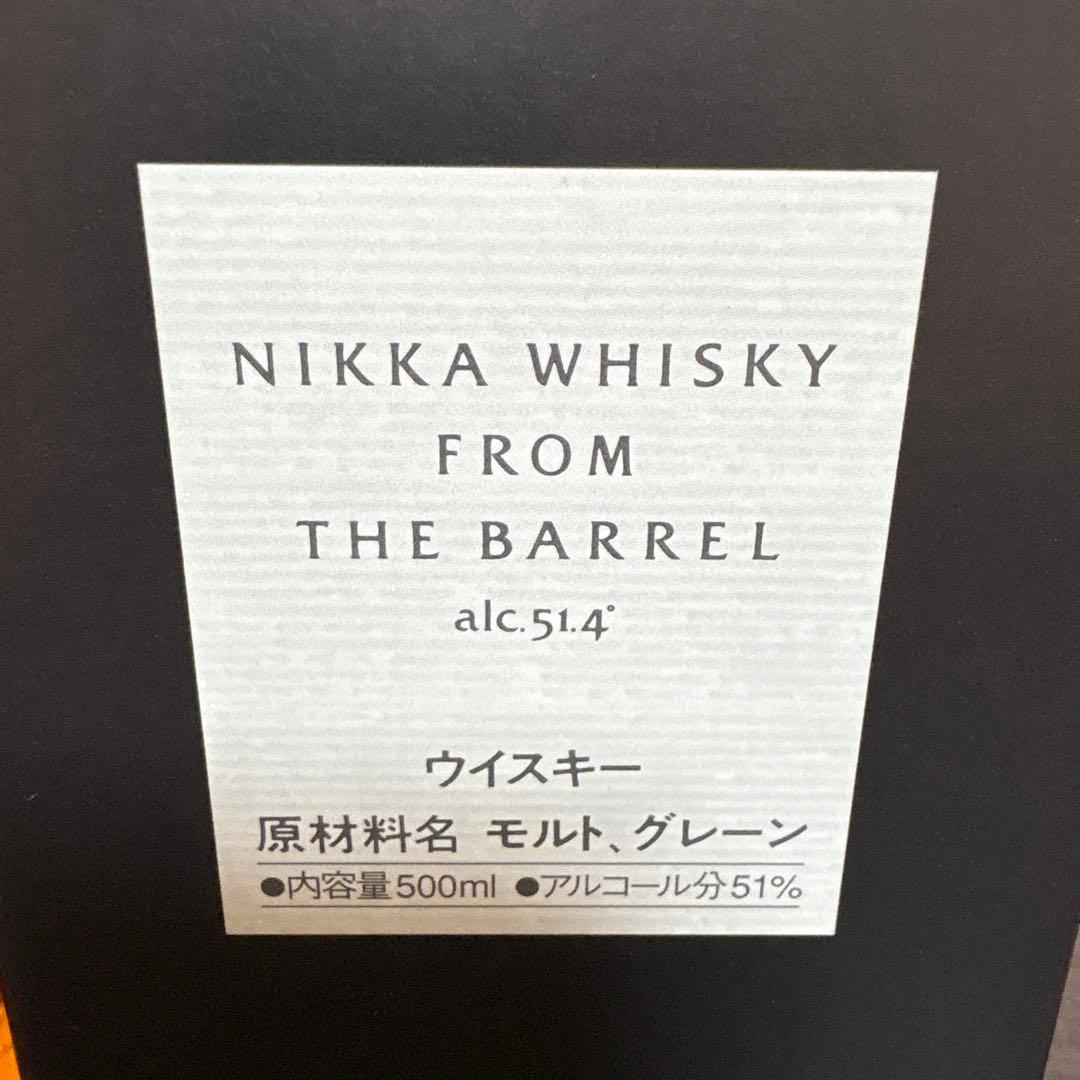 NIKKA WHISKY
FROM
THE BARREL
alc.51.4°
ウイスキー
原材料名 モルト、グレーン
●内容量500ml ●アルコール分51%